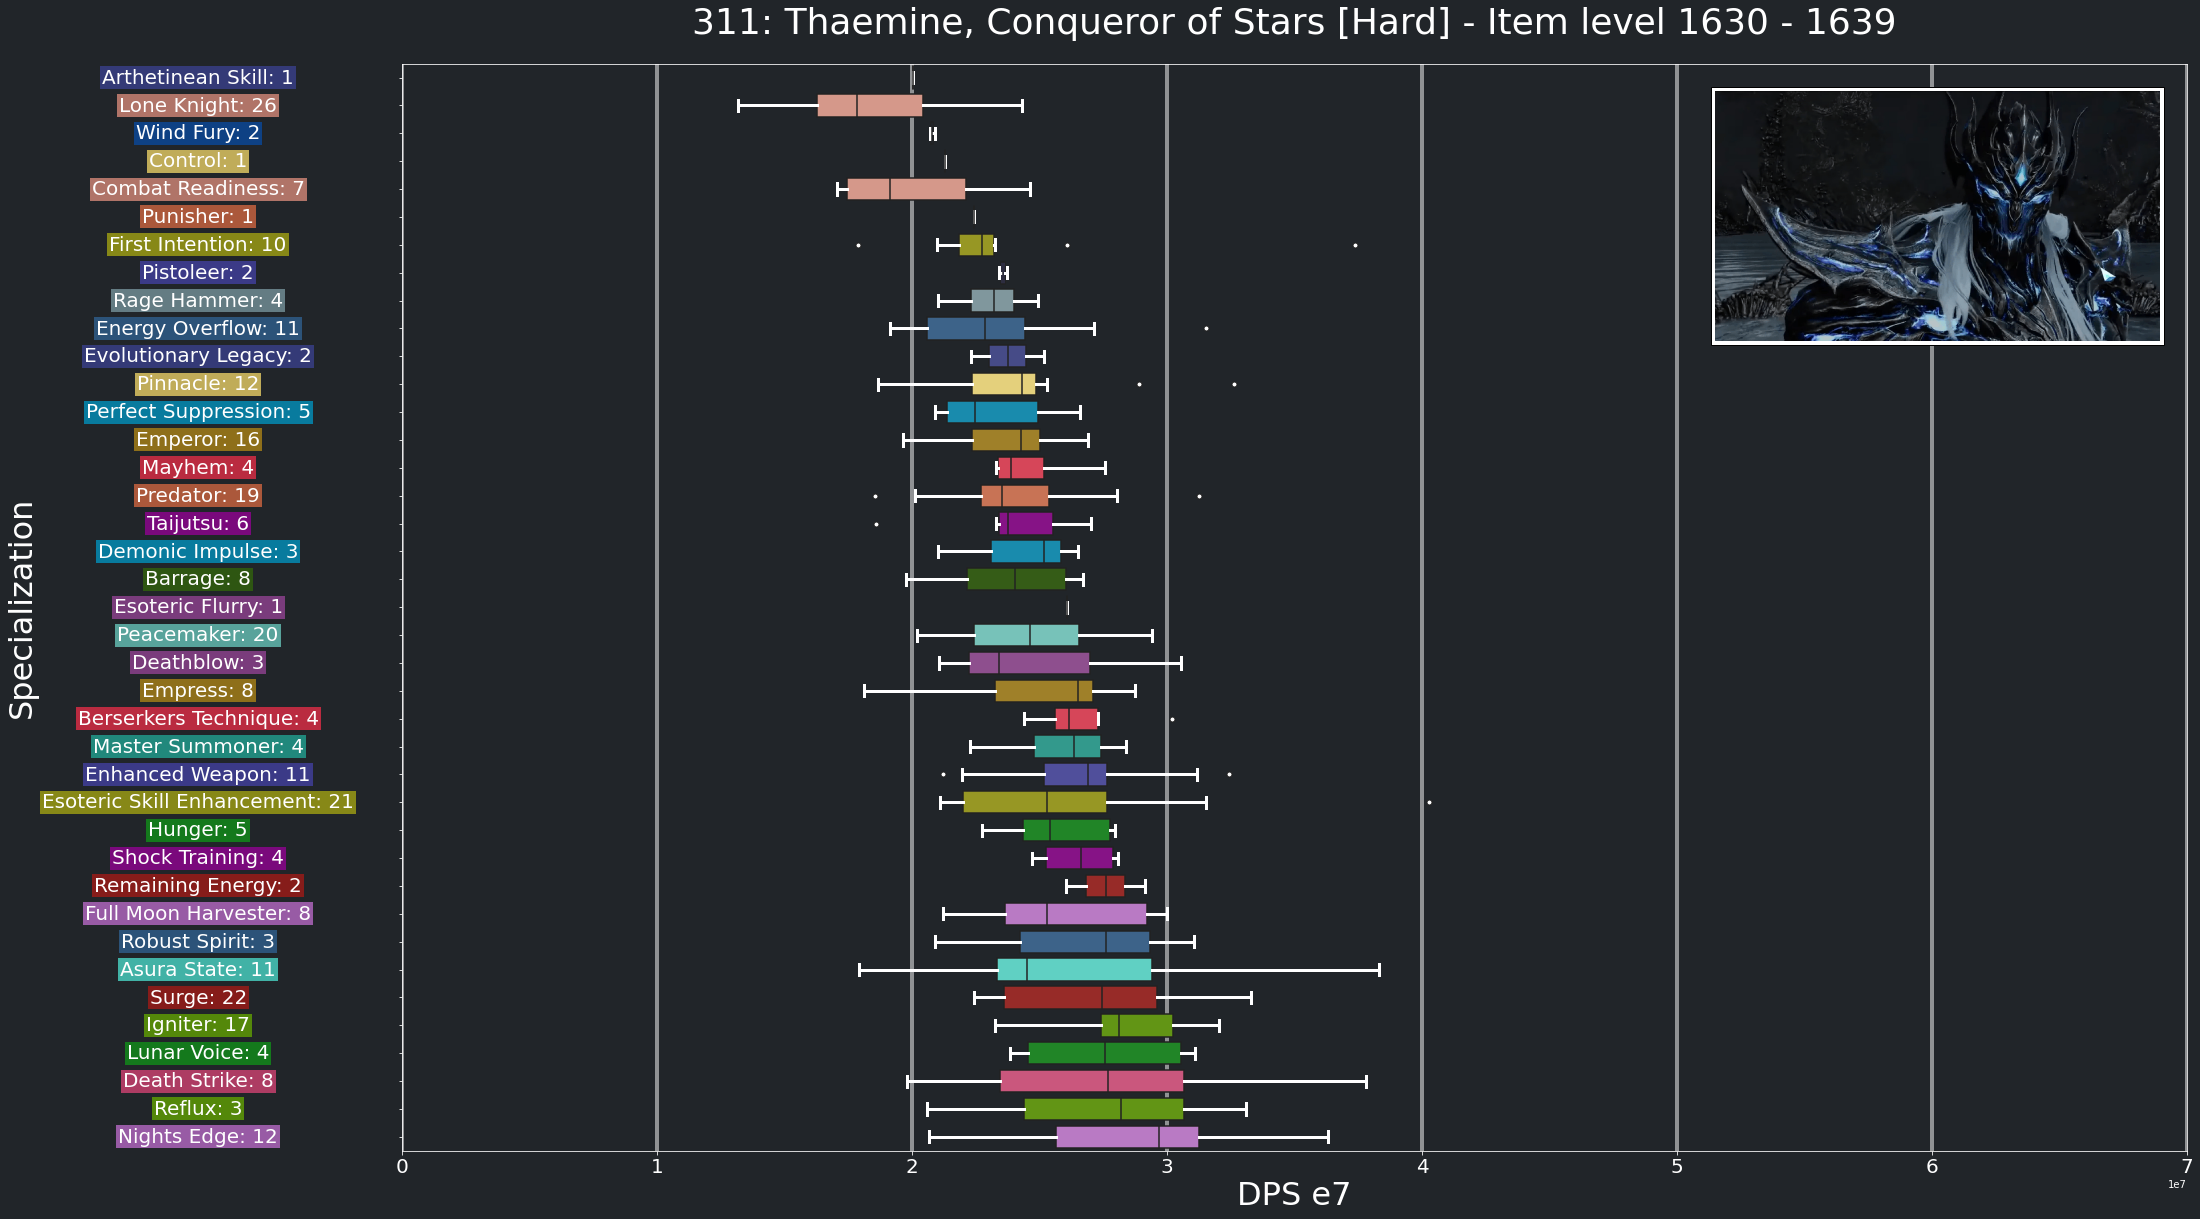 311: Thaemine, Conqueror of Stars [Hard] - Item level 1630 - 1639
Specialization
Arthetinean Skill: 1
Lone Knight: 26
Wind Fury: 2
Control: 1
Combat Readiness: 7
Punisher: 1
First Intention: 10
Pistoleer: 2
Rage Hammer: 4
Energy Overflow: 11
Evolutionary Legacy: 2
Pinnacle: 12
Perfect Suppression: 5
Emperor: 16
Mayhem: 4
Predator: 19
Taijutsu: 6
Demonic Impulse: 3
Barrage: 8
Esoteric Flurry: 1
Peacemaker: 20
Deathblow: 3
Empress: 8
Berserkers Technique: 4
Master Summoner: 4
Enhanced Weapon: 11
Esoteric Skill Enhancement: 21
Hunger: 5
Shock Training: 4
Remaining Energy: 2
Full Moon Harvester: 8
Robust Spirit: 3
Asura State: 11
Surge: 22
Igniter: 17
Lunar Voice: 4
Death Strike: 8
Reflux: 3
Nights Edge: 12
0 1 2 3 4 5 6 7
1e7
DPS e7